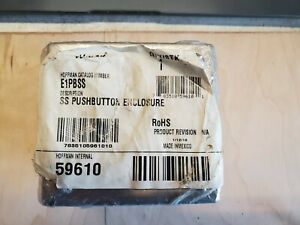 HOFFMAN CATALOG NUMBER
E1PBSS
DESCRIPTION
SS PUSHBUTTON ENCLOSURE
RoHS
PRODUCT REVISION N/A
MADE IN MEXICO
HOFFMAN INTERNAL
59610